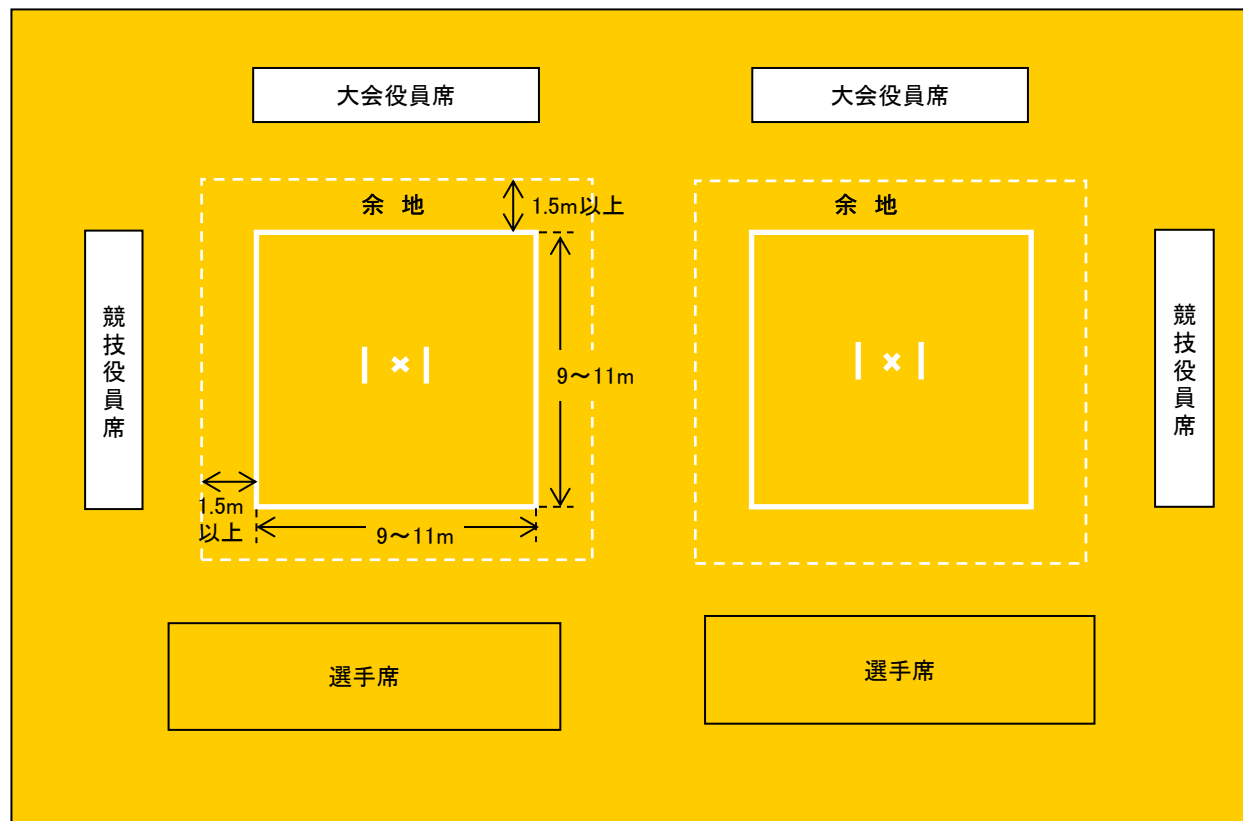 大会役員席
大会役員席
余 地
1.5m以上
余 地
競技役員席
9～11m
競技役員席
1.5m
以上
9～11m
選手席
選手席